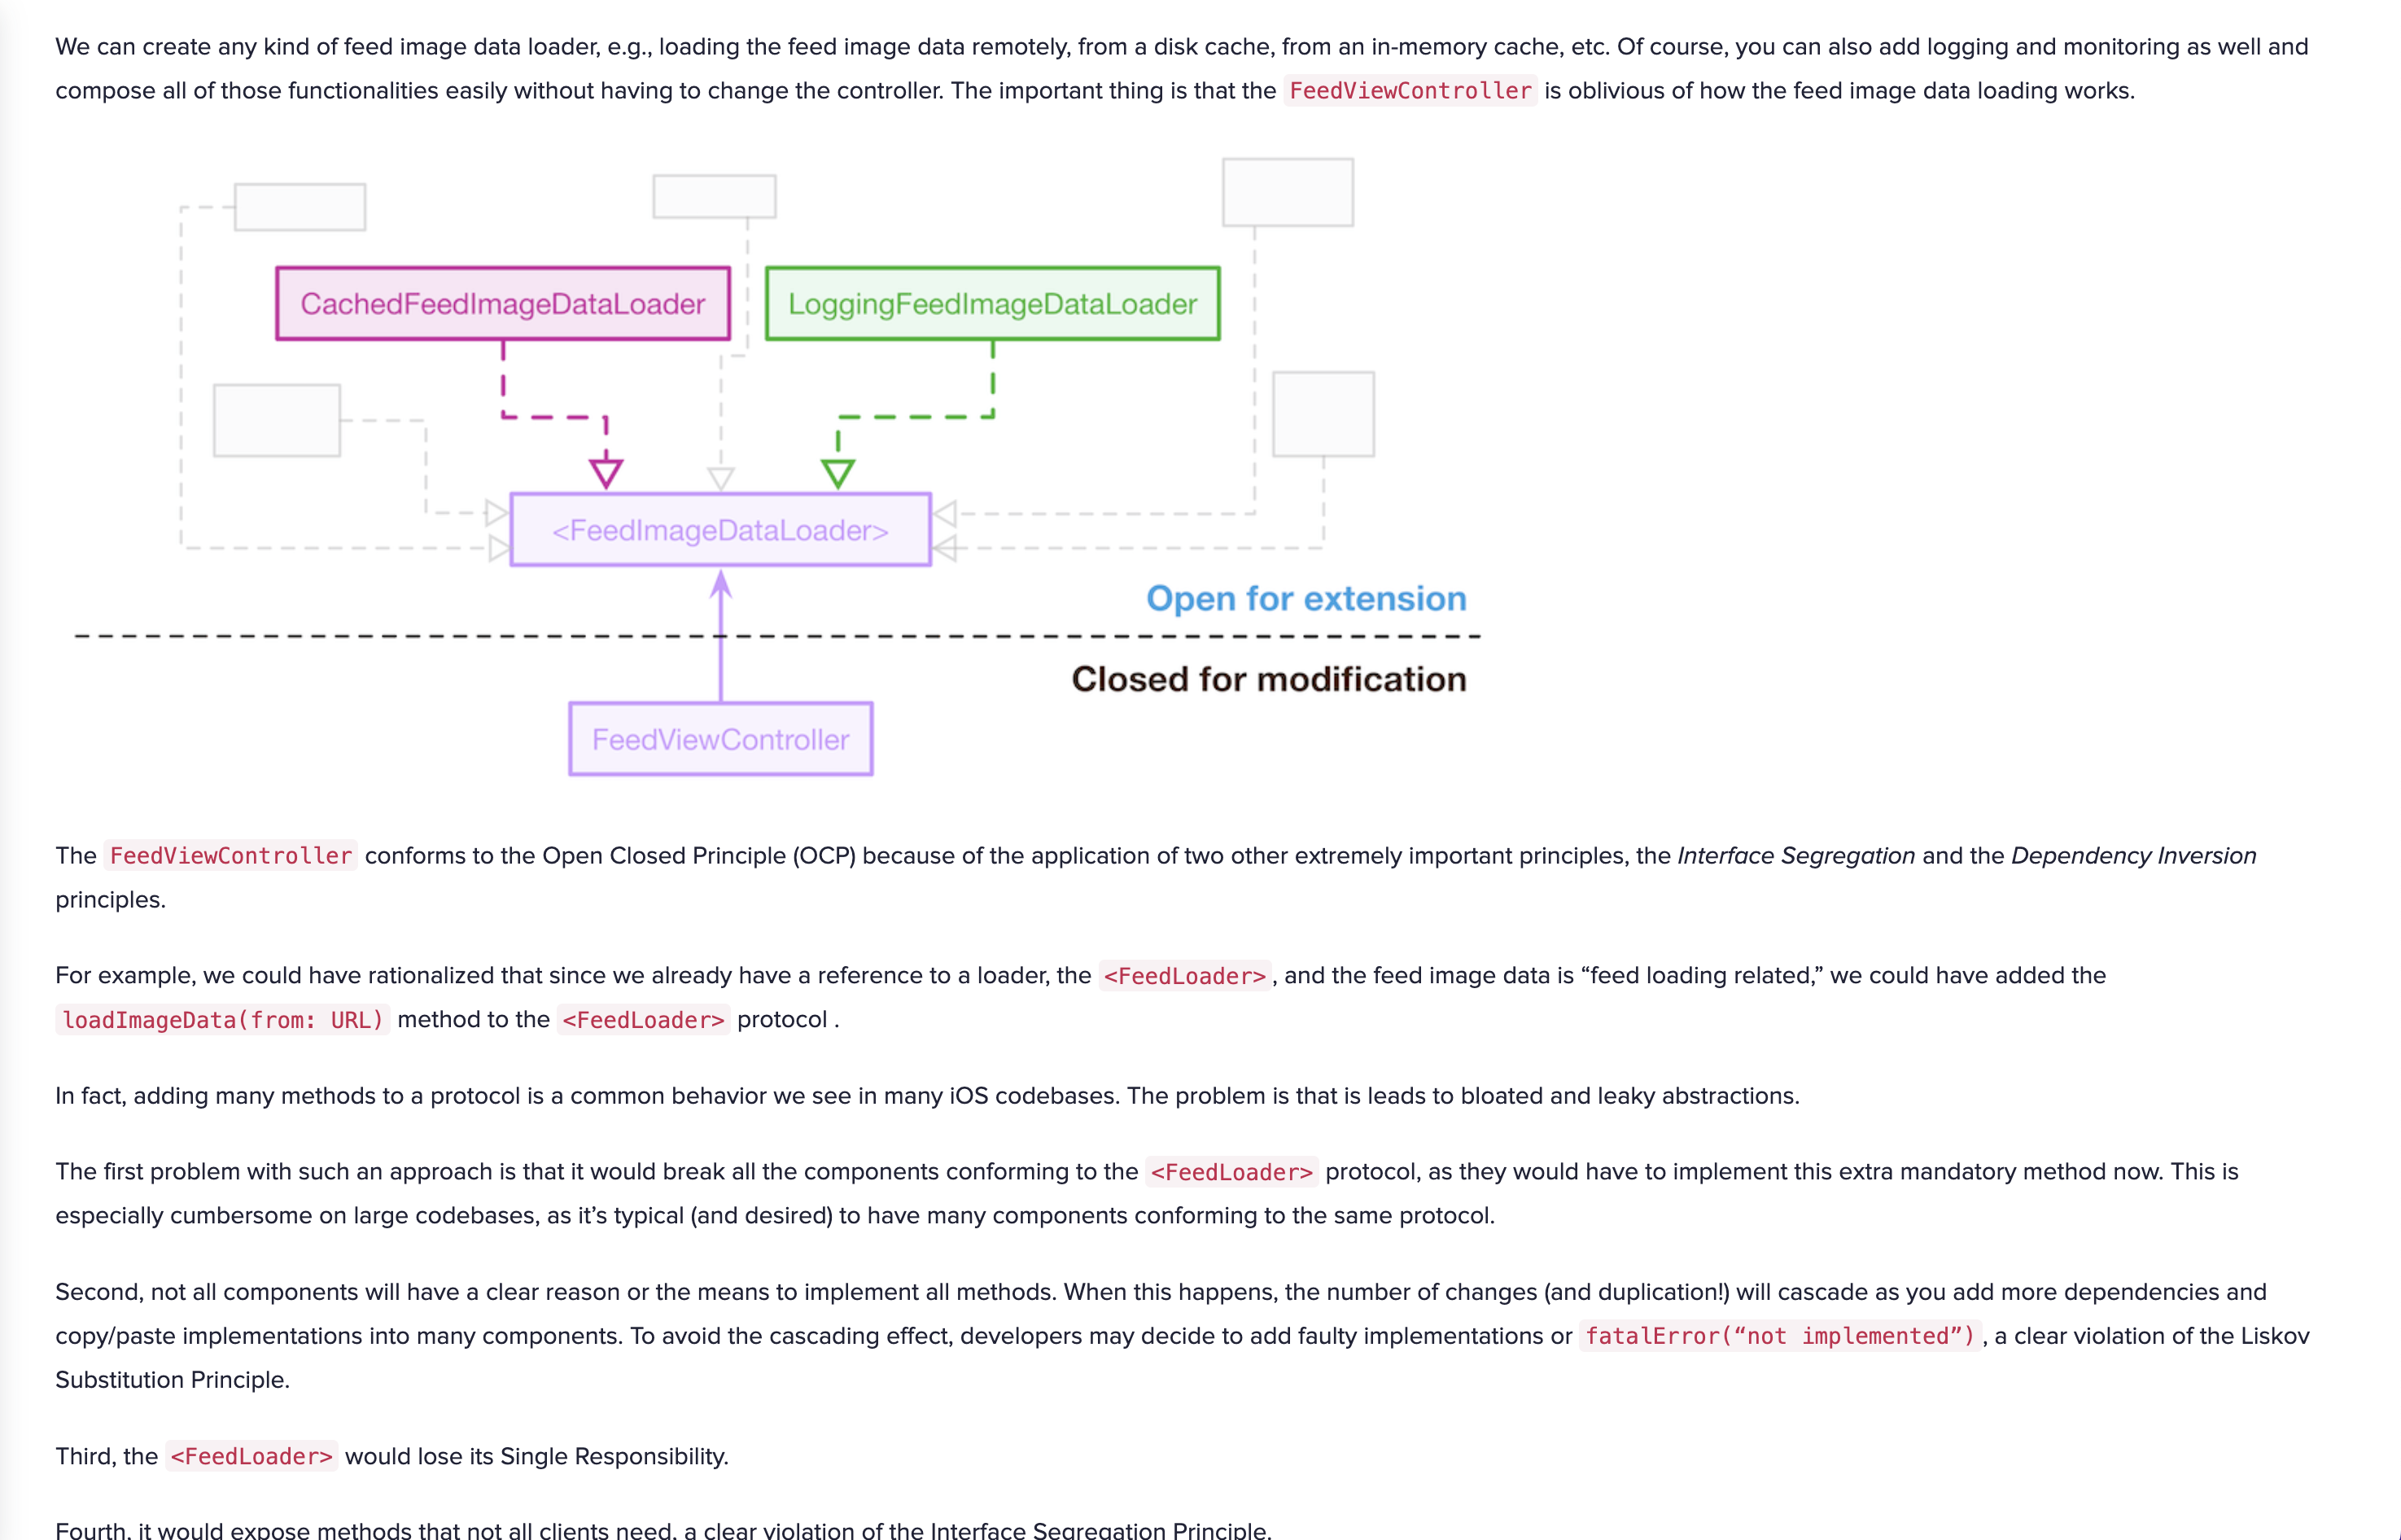 We can create any kind of feed image data loader, e.g., loading the feed image data remotely, from a disk cache, from an in-memory cache, etc. Of course, you can also add logging and monitoring as well and
compose all of those functionalities easily without having to change the controller. The important thing is that the FeedViewController is oblivious of how the feed image data loading works.
CachedFeedImageDataLoader
LoggingFeedImageDataLoader
<FeedImageDataLoader>
Open for extension
Closed for modification
FeedViewController
The FeedViewController conforms to the Open Closed Principle (OCP) because of the application of two other extremely important principles, the Interface Segregation and the Dependency Inversion
principles.
For example, we could have rationalized that since we already have a reference to a loader, the <FeedLoader>, and the feed image data is “feed loading related,” we could have added the
loadImageData(from: URL) method to the <FeedLoader> protocol .
In fact, adding many methods to a protocol is a common behavior we see in many iOS codebases. The problem is that is leads to bloated and leaky abstractions.
The first problem with such an approach is that it would break all the components conforming to the <FeedLoader> protocol, as they would have to implement this extra mandatory method now. This is
especially cumbersome on large codebases, as it’s typical (and desired) to have many components conforming to the same protocol.
Second, not all components will have a clear reason or the means to implement all methods. When this happens, the number of changes (and duplication!) will cascade as you add more dependencies and
copy/paste implementations into many components. To avoid the cascading effect, developers may decide to add faulty implementations or fatalError(“not implemented”), a clear violation of the Liskov
Substitution Principle.
Third, the <FeedLoader> would lose its Single Responsibility.
Fourth, it would expose methods that not all clients need, a clear violation of the Interface Segregation Principle.